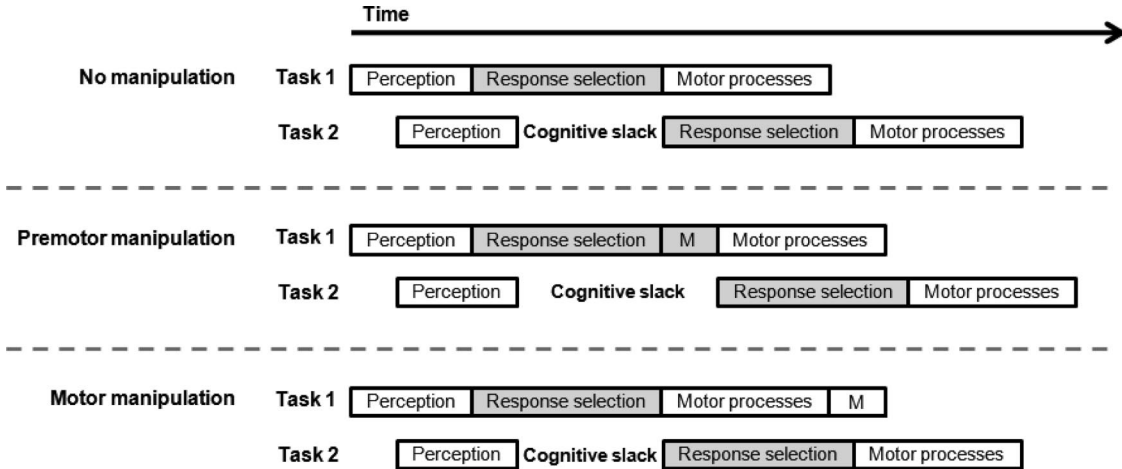 Time
No manipulation Task 1 Perception Response selection Motor processes
Task 2 Perception Cognitive slack Response selection Motor processes
Premotor manipulation Task 1 Perception Response selection M Motor processes
Task 2 Perception Cognitive slack Response selection Motor processes
Motor manipulation Task 1 Perception Response selection Motor processes M
Task 2 Perception Cognitive slack Response selection Motor processes